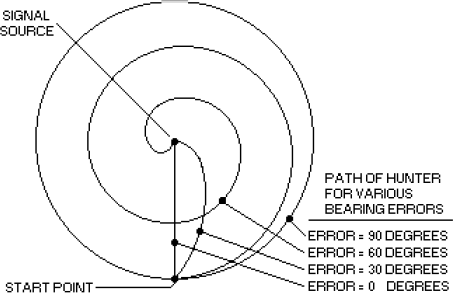 SIGNAL
SOURCE
PATH OF HUNTER
FOR VARIOUS
BEARING ERRORS
ERROR = 90 DEGREES
ERROR = 60 DEGREES
ERROR = 30 DEGREES
ERROR = 0 DEGREES
START POINT